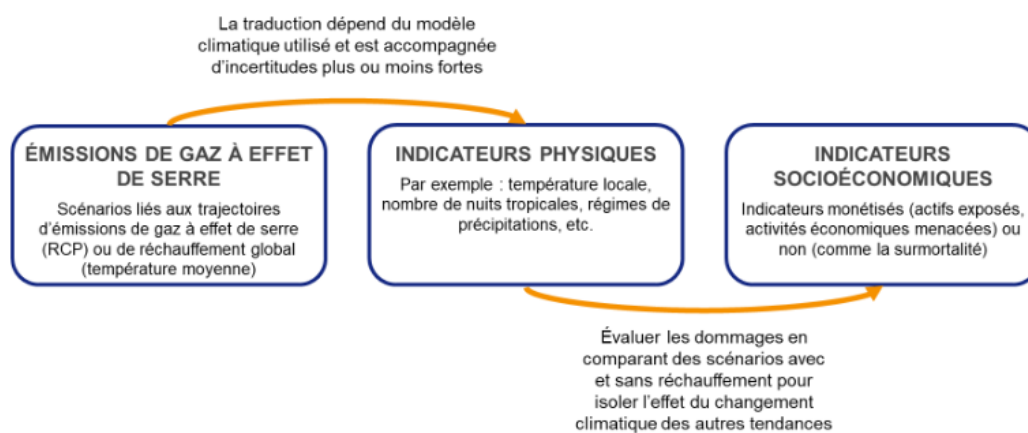 La traduction dépend du modèle
climatique utilisé et est accompagnée
d'incertitudes plus ou moins fortes
ÉMISSIONS DE GAZ À EFFET
DE SERRE
Scénarios liés aux trajectoires
d'émissions de gaz à effet de serre
(RCP) ou de réchauffement global
(température moyenne)
INDICATEURS PHYSIQUES
Par exemple : température locale,
nombre de nuits tropicales, régimes de
précipitations, etc.
INDICATEURS
SOCIOÉCONOMIQUES
Indicateurs monétisés (actifs exposés,
activités économiques menacées) ou
non (comme la surmortalité)
Évaluer les dommages en
comparant des scénarios avec
et sans réchauffement pour
isoler l'effet du changement
climatique des autres tendances